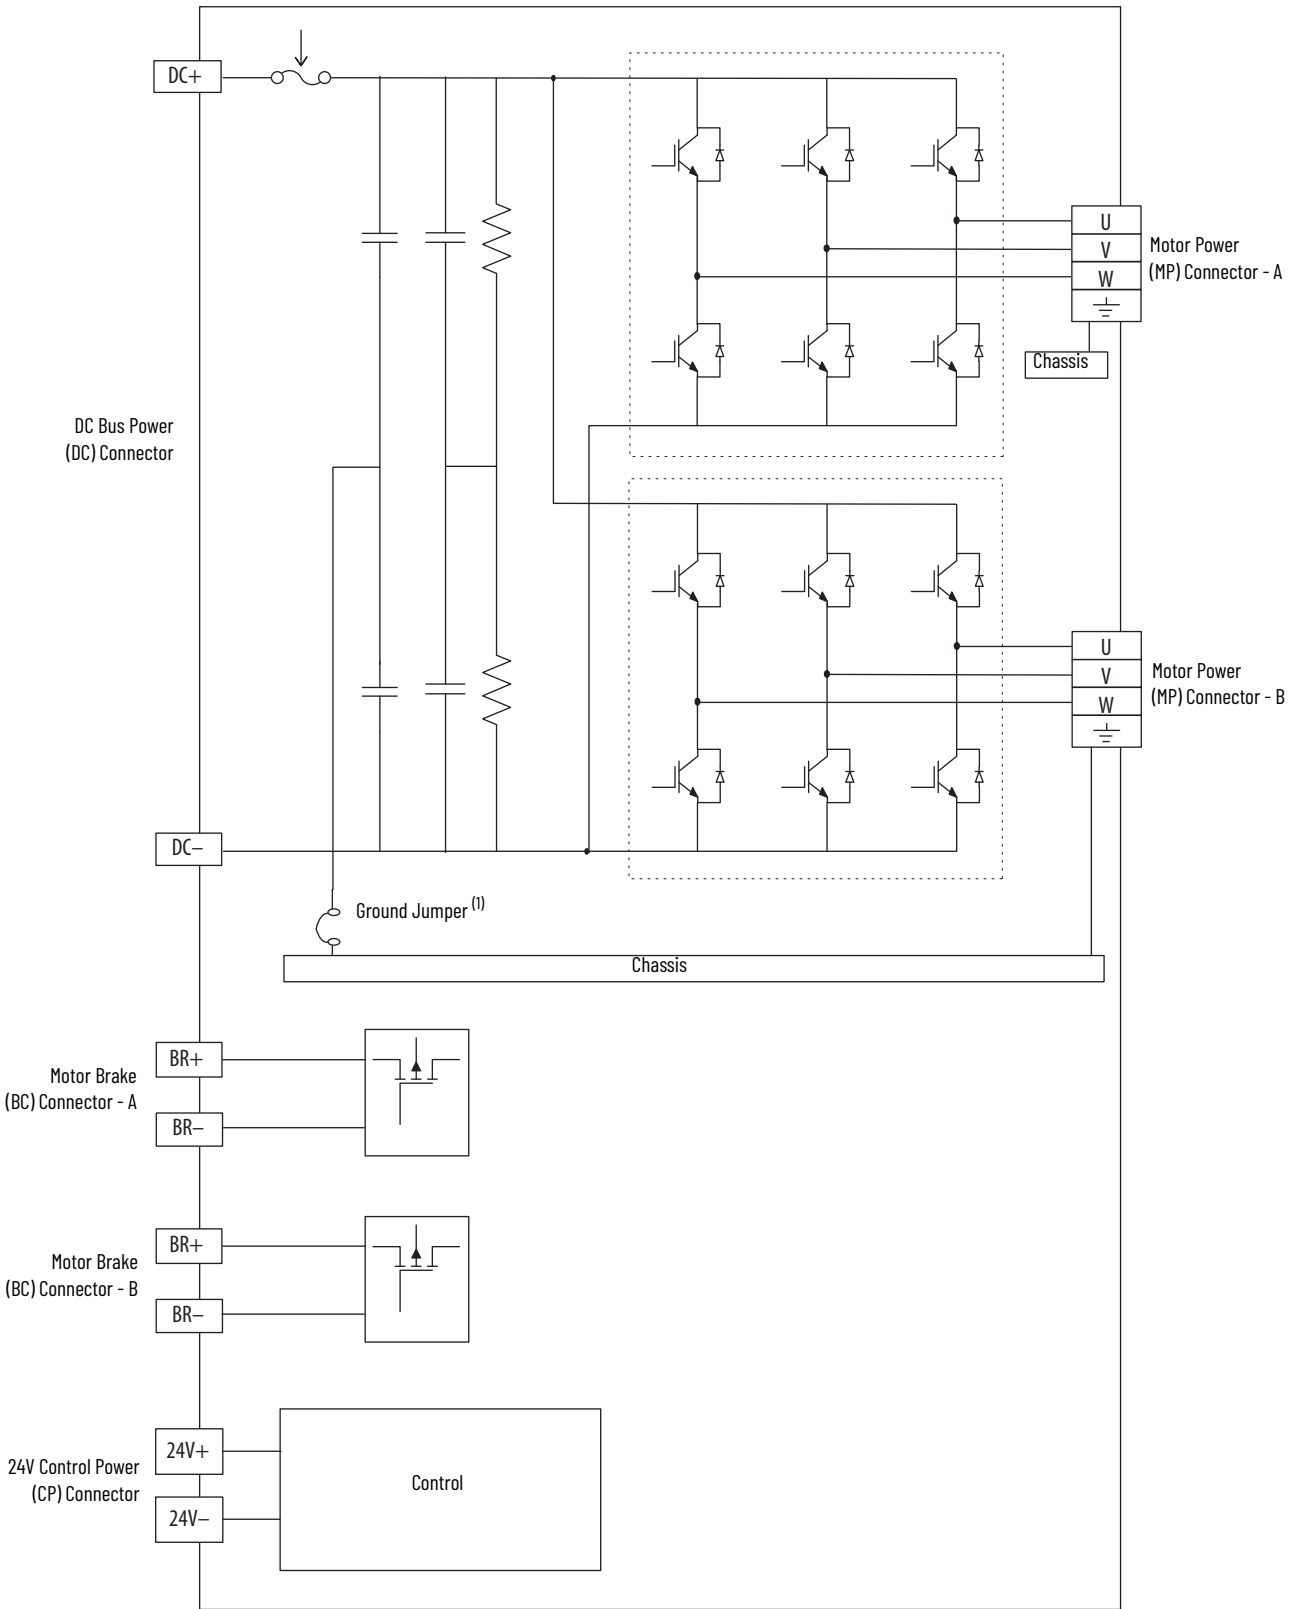 DC+
U
V
W
Motor Power
(MP) Connector - A
Chassis
DC Bus Power
(DC) Connector
U
V
W
Motor Power
(MP) Connector - B
DC–
Ground Jumper (1)
Chassis
BR+
Motor Brake
(BC) Connector - A
BR–
BR+
Motor Brake
(BC) Connector - B
BR–
24V+
24V Control Power
(CP) Connector
24V–
Control